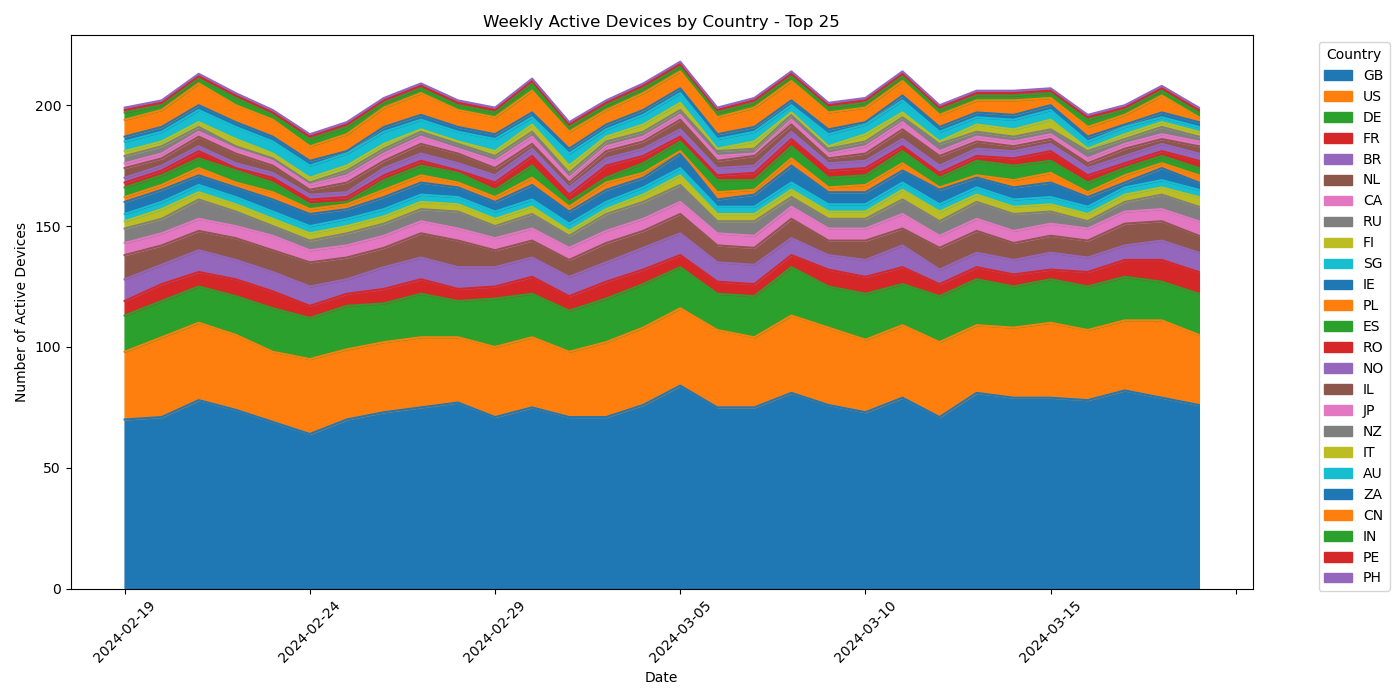 Weekly Active Devices by Country - Top 25
Number of Active Devices
200
150
100
50
0
2024-02-19
2024-02-24
2024-02-29
2024-03-05
2024-03-10
2024-03-15
Date
Country
GB
US
DE
FR
BR
NL
CA
RU
FI
SG
IE
PL
ES
RO
NO
IL
JP
NZ
IT
AU
ZA
CN
IN
PE
PH